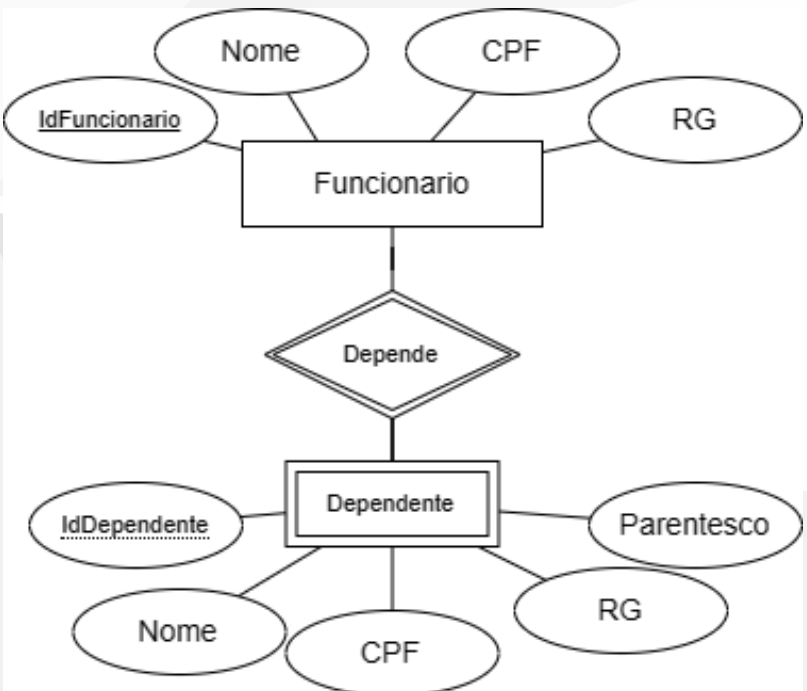 Nome
CPF
IdFuncionario
RG
Funcionario
Depende
Dependente
IdDependente
Parentesco
Nome
CPF
RG